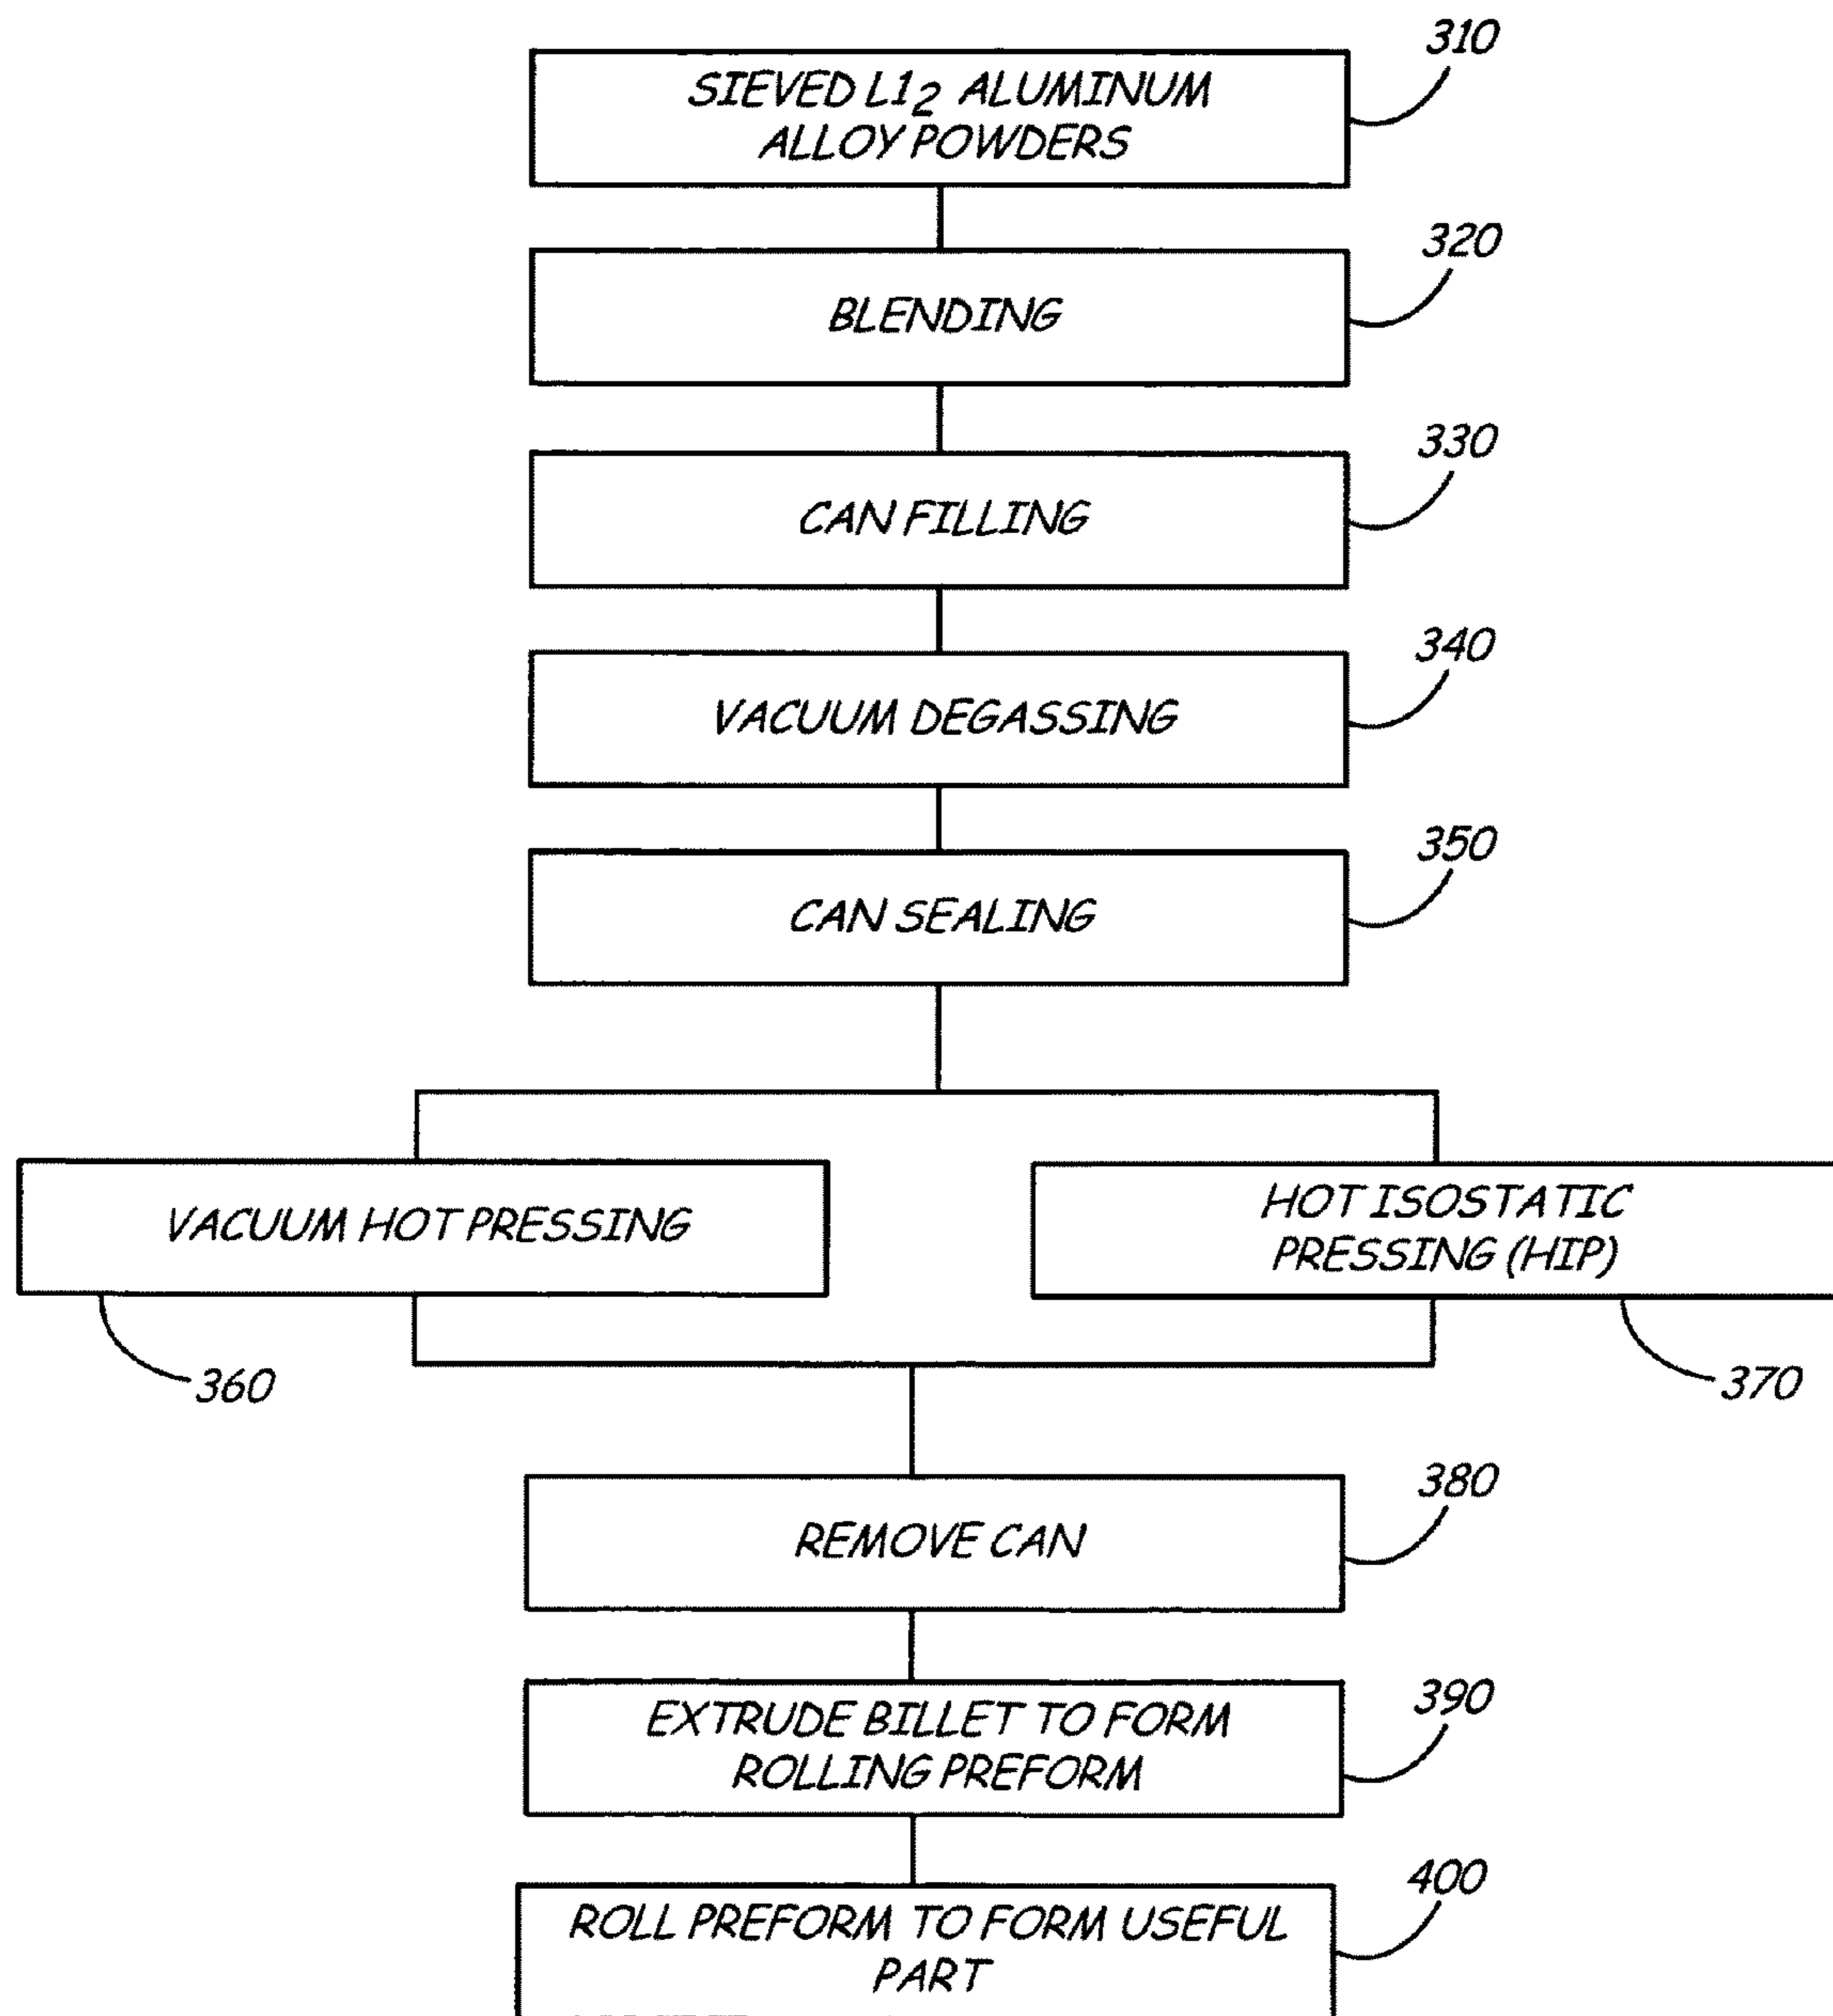 310
SIEVED L1₂ ALUMINUM
ALLOY POWDERS
320
BLENDING
330
CAN FILLING
340
VACUUM DEGASSING
350
CAN SEALING
VACUUM HOT PRESSING
HOT ISOSTATIC
PRESSING (HIP)
360
370
380
REMOVE CAN
390
EXTRUDE BILLET TO FORM
ROLLING PREFORM
400
ROLL PREFORM TO FORM USEFUL
PART